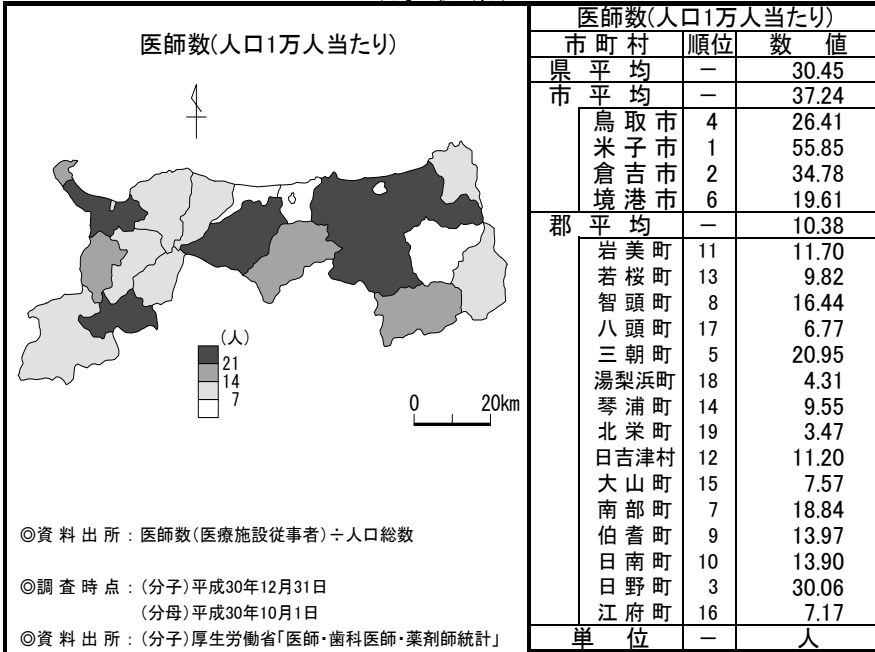 医師数(人口1万人当たり)
(人)
21
14
7
0 20km
◎資 料 出 所 : 医師数(医療施設従事者)÷人口総数
◎調 査 時 点 : (分子)平成30年12月31日
(分母)平成30年10月1日
◎資 料 出 所 : (分子)厚生労働省「医師・歯科医師・薬剤師統計」
医師数(人口1万人当たり)
市 町 村 順位 数 値
県 平 均 － 30.45
市 平 均 － 37.24
鳥 取 市 4 26.41
米 子 市 1 55.85
倉 吉 市 2 34.78
境 港 市 6 19.61
郡 平 均 － 10.38
岩 美 町 11 11.70
若 桜 町 13 9.82
智 頭 町 8 16.44
八 頭 町 17 6.77
三 朝 町 5 20.95
湯梨浜町 18 4.31
琴 浦 町 14 9.55
北 栄 町 19 3.47
日吉津村 12 11.20
大 山 町 15 7.57
南 部 町 7 18.84
伯 耆 町 9 13.97
日 南 町 10 13.90
日 野 町 3 30.06
江 府 町 16 7.17
単 位 － 人